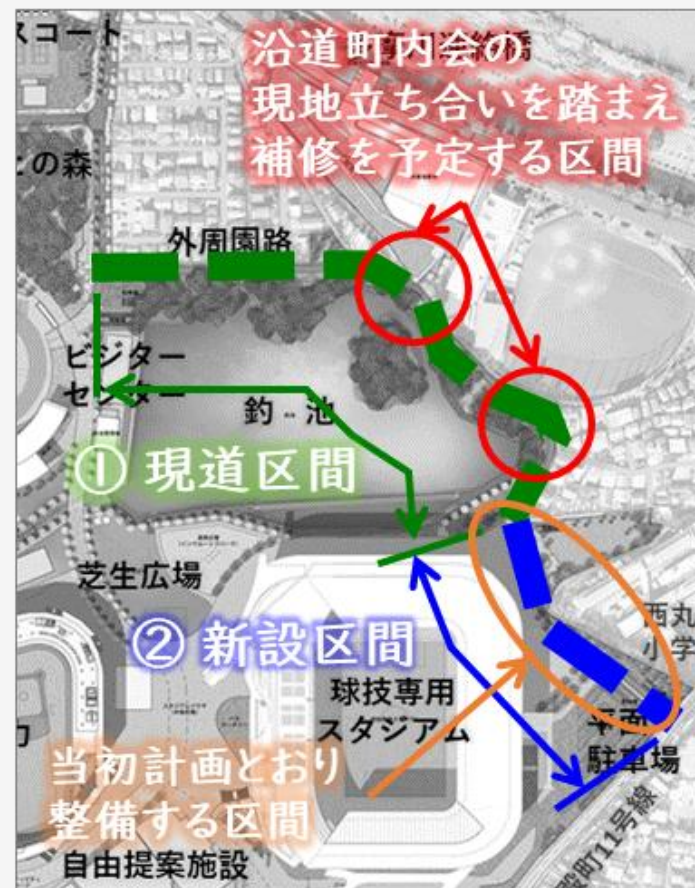 スコート
沿道町内会の
現地立ち合いを踏まえ
補修を予定する区間
との森
外周園路
ビジター
センター
釣池
① 現道区間
芝生広場
② 新設区間
西丸
小学
球技専用
スタジアム
平面
駐車場
当初計画とおり
整備する区間
町11号線
自由提案施設